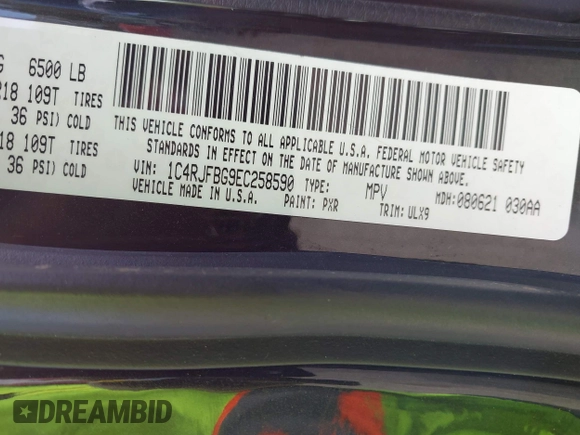 6500 LB
R18 109T TIRES
36 PSI) COLD
18 109T TIRES
36 PSI) COLD
THIS VEHICLE CONFORMS TO ALL APPLICABLE U.S.A. FEDERAL MOTOR VEHICLE SAFETY
STANDARDS IN EFFECT ON THE DATE OF MANUFACTURE SHOWN ABOVE.
VIN: 1C4RJFBG9EC258590 TYPE: MPV MDH:080621 030AA
VEHICLE MADE IN U.S.A. PAINT: PXR TRIM: ULX9
DREAMBID